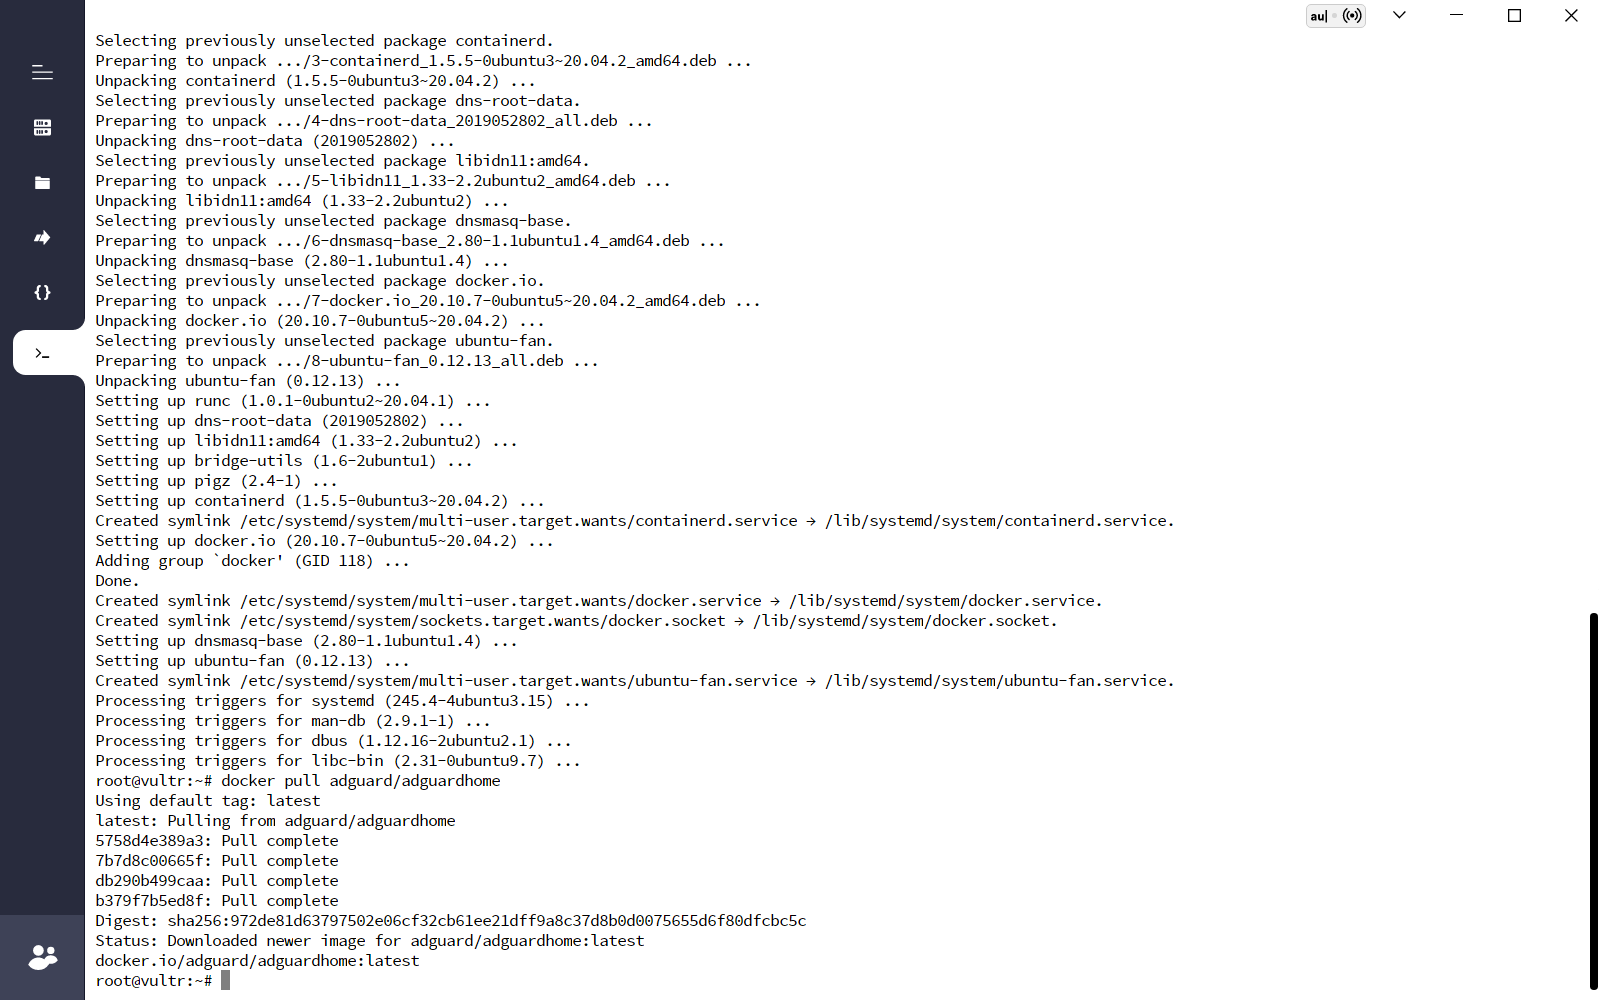 au|
Selecting previously unselected package containerd.
Preparing to unpack .../3-containerd_1.5.5-0ubuntu3~20.04.2_amd64.deb ...
Unpacking containerd (1.5.5-0ubuntu3~20.04.2) ...
Selecting previously unselected package dns-root-data.
Preparing to unpack .../4-dns-root-data_2019052802_all.deb ...
Unpacking dns-root-data (2019052802) ...
Selecting previously unselected package libidn11:amd64.
Preparing to unpack .../5-libidn11_1.33-2.2ubuntu2_amd64.deb ...
Unpacking libidn11:amd64 (1.33-2.2ubuntu2) ...
Selecting previously unselected package dnsmasq-base.
Preparing to unpack .../6-dnsmasq-base_2.80-1.1ubuntu1.4_amd64.deb ...
Unpacking dnsmasq-base (2.80-1.1ubuntu1.4) ...
Selecting previously unselected package docker.io.
Preparing to unpack .../7-docker.io_20.10.7-0ubuntu5~20.04.2_amd64.deb ...
Unpacking docker.io (20.10.7-0ubuntu5~20.04.2) ...
Selecting previously unselected package ubuntu-fan.
Preparing to unpack .../8-ubuntu-fan_0.12.13_all.deb ...
Unpacking ubuntu-fan (0.12.13) ...
Setting up runc (1.0.1-0ubuntu2~20.04.1) ...
Setting up dns-root-data (2019052802) ...
Setting up libidn11:amd64 (1.33-2.2ubuntu2) ...
Setting up bridge-utils (1.6-2ubuntu1) ...
Setting up pigz (2.4-1) ...
Setting up containerd (1.5.5-0ubuntu3~20.04.2) ...
Created symlink /etc/systemd/system/multi-user.target.wants/containerd.service → /lib/systemd/system/containerd.service.
Setting up docker.io (20.10.7-0ubuntu5~20.04.2) ...
Adding group `docker' (GID 118) ...
Done.
Created symlink /etc/systemd/system/multi-user.target.wants/docker.service → /lib/systemd/system/docker.service.
Created symlink /etc/systemd/system/sockets.target.wants/docker.socket → /lib/systemd/system/docker.socket.
Setting up dnsmasq-base (2.80-1.1ubuntu1.4) ...
Setting up ubuntu-fan (0.12.13) ...
Created symlink /etc/systemd/system/multi-user.target.wants/ubuntu-fan.service → /lib/systemd/system/ubuntu-fan.service.
Processing triggers for systemd (245.4-4ubuntu3.15) ...
Processing triggers for man-db (2.9.1-1) ...
Processing triggers for dbus (1.12.16-2ubuntu2.1) ...
Processing triggers for libc-bin (2.31-0ubuntu9.7) ...
root@vultr:~# docker pull adguard/adguardhome
Using default tag: latest
latest: Pulling from adguard/adguardhome
5758d4e389a3: Pull complete
7b7d8c00665f: Pull complete
db290b499caa: Pull complete
b379f7b5ed8f: Pull complete
Digest: sha256:972de81d63797502e06cf32cb61ee21dff9a8c37d8b0d0075655d6f80dfcbc5c
Status: Downloaded newer image for adguard/adguardhome:latest
docker.io/adguard/adguardhome:latest
root@vultr:~#